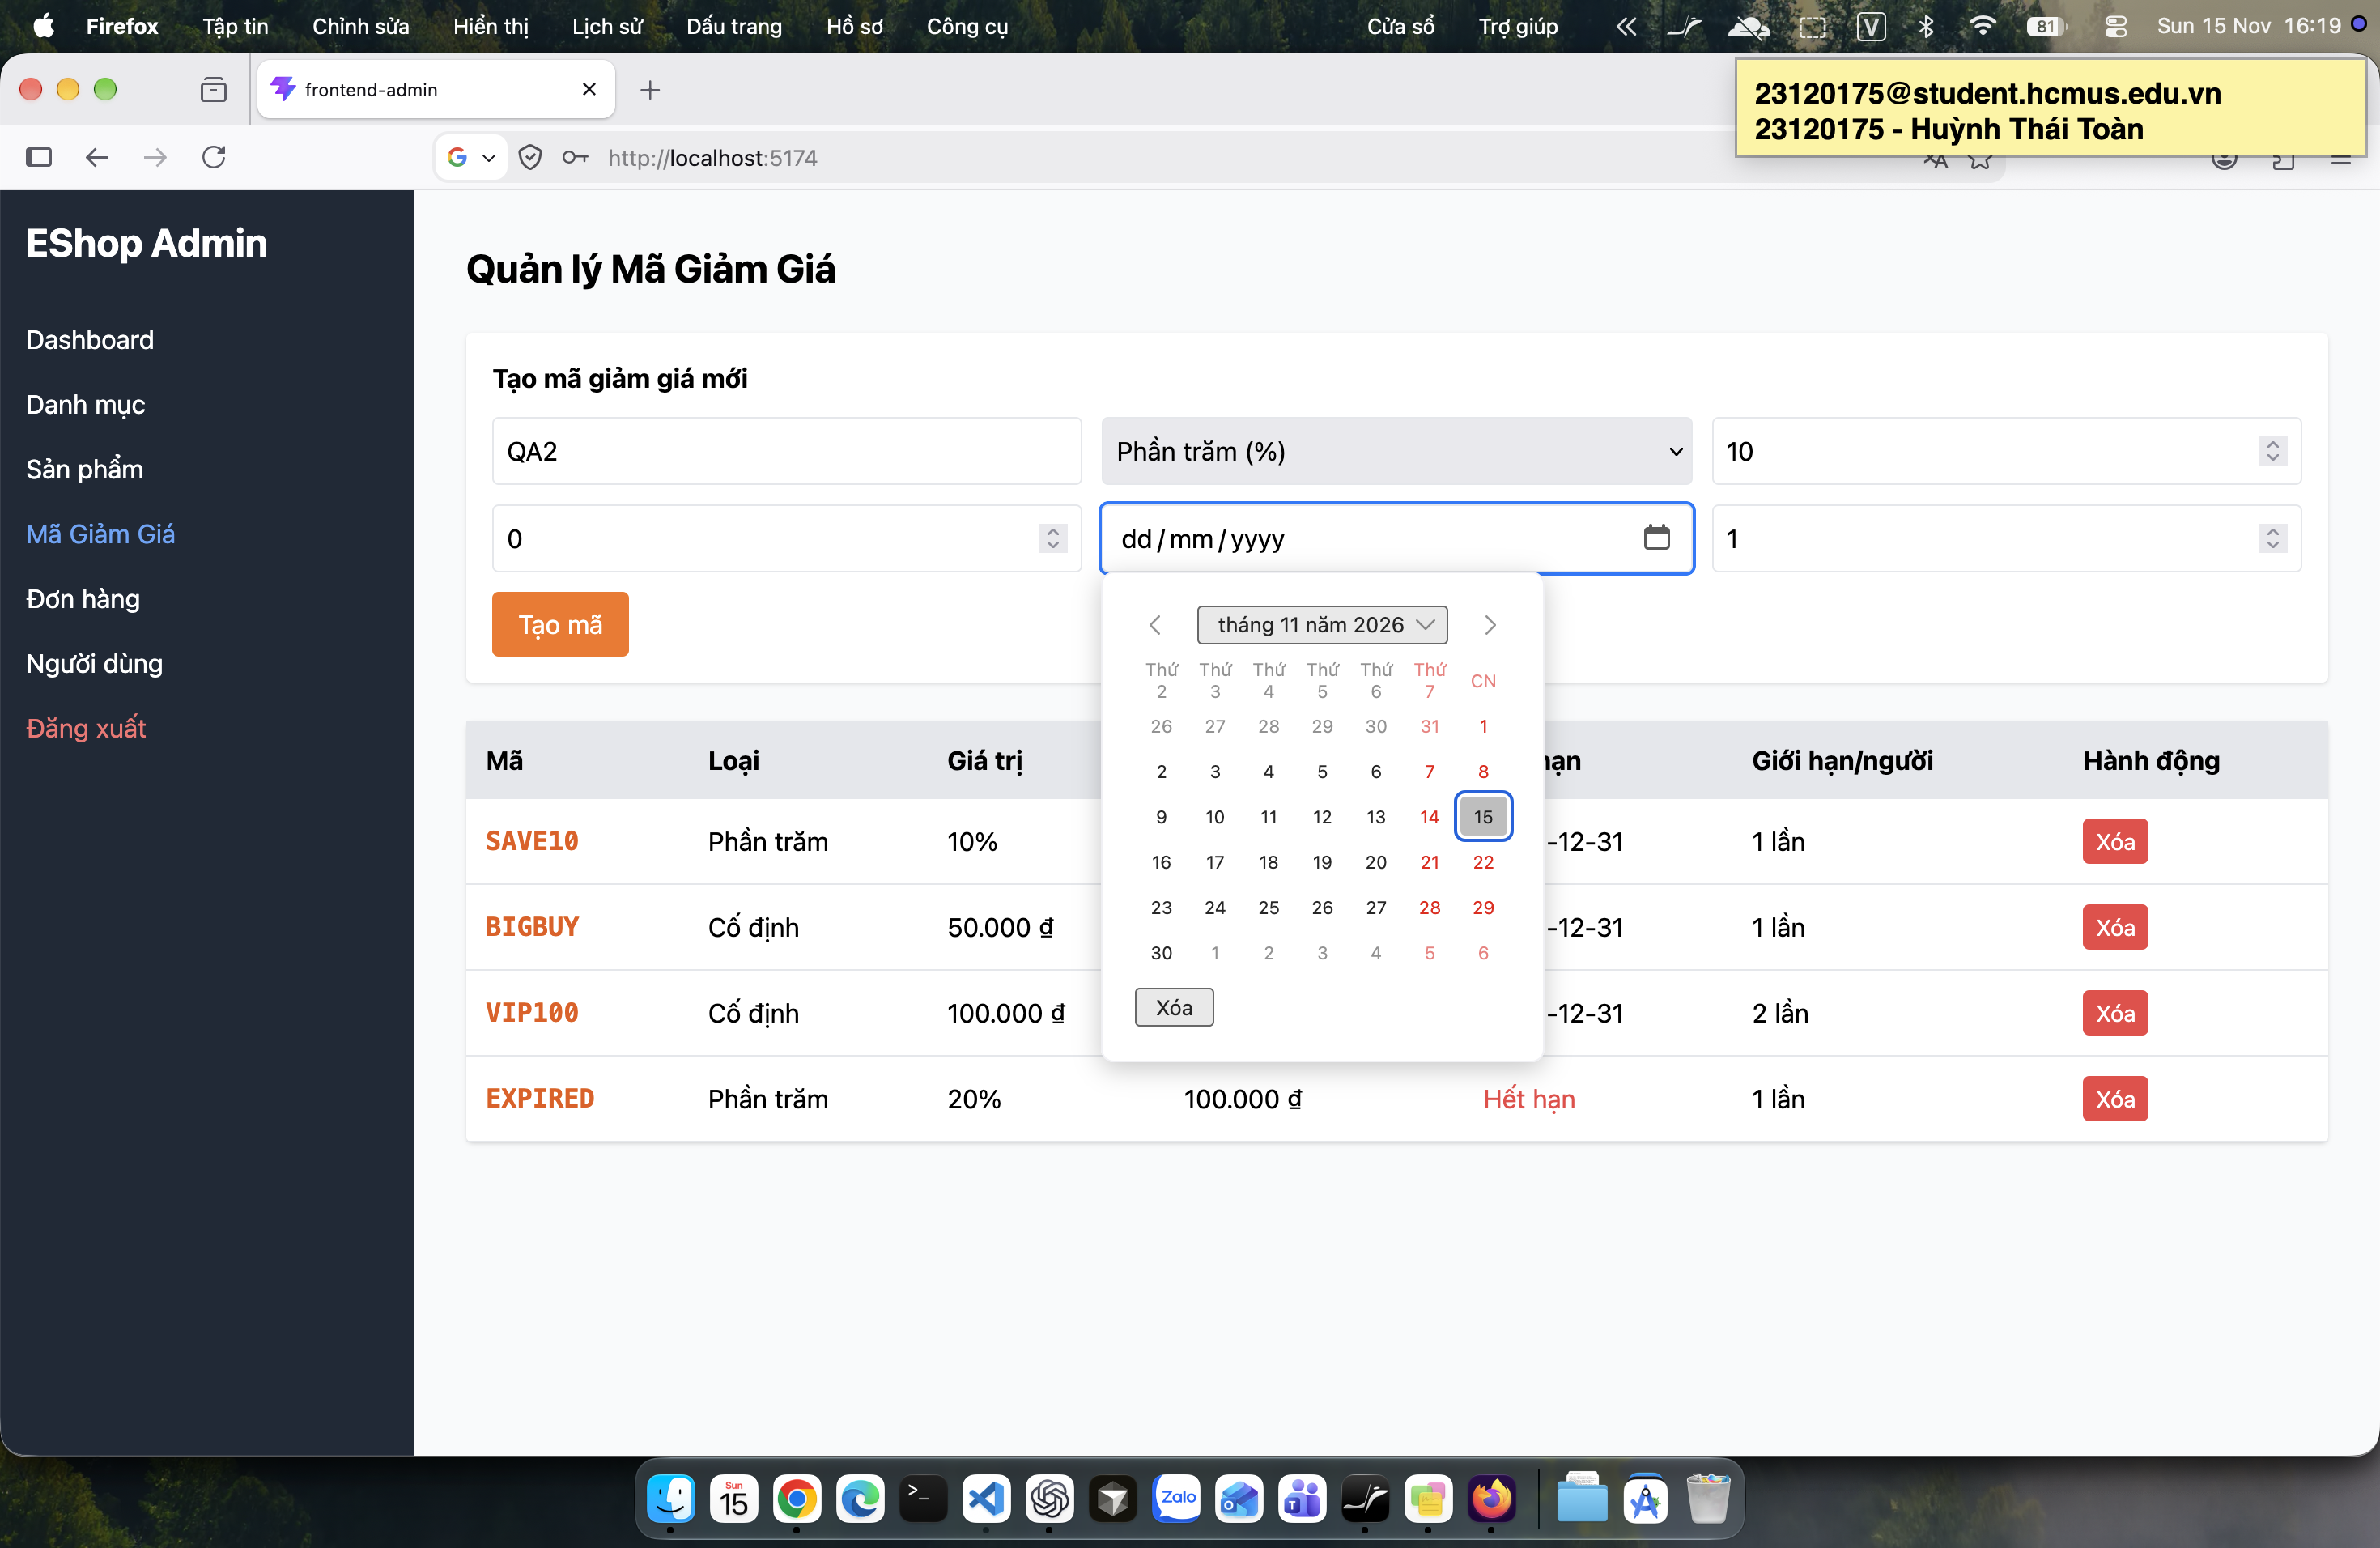 Firefox Tập tin Chỉnh sửa Hiển thị Lịch sử Dấu trang Hồ sơ Công cụ Cửa sổ Trợ giúp V 81 Sun 15 Nov 16:19
frontend-admin
23120175@student.hcmus.edu.vn
23120175 - Huỳnh Thái Toàn
http://localhost:5174
EShop Admin
Dashboard
Danh mục
Sản phẩm
Mã Giảm Giá
Đơn hàng
Người dùng
Đăng xuất
Quản lý Mã Giảm Giá
Tạo mã giảm giá mới
QA2 Phần trăm (%) 10
0 dd/mm/yyyy 1
Tạo mã
tháng 11 năm 2026
Thứ 2 Thứ 3 Thứ 4 Thứ 5 Thứ 6 Thứ 7 CN
26 27 28 29 30 31 1
2 3 4 5 6 7 8
9 10 11 12 13 14 15
16 17 18 19 20 21 22
23 24 25 26 27 28 29
30 1 2 3 4 5 6
Xóa
Mã Loại Giá trị Giới hạn/người Hành động
SAVE10 Phần trăm 10% -12-31 1 lần Xóa
BIGBUY Cố định 50.000 ₫ -12-31 1 lần Xóa
VIP100 Cố định 100.000 ₫ -12-31 2 lần Xóa
EXPIRED Phần trăm 20% 100.000 ₫ Hết hạn 1 lần Xóa
Sun
15
Zalo